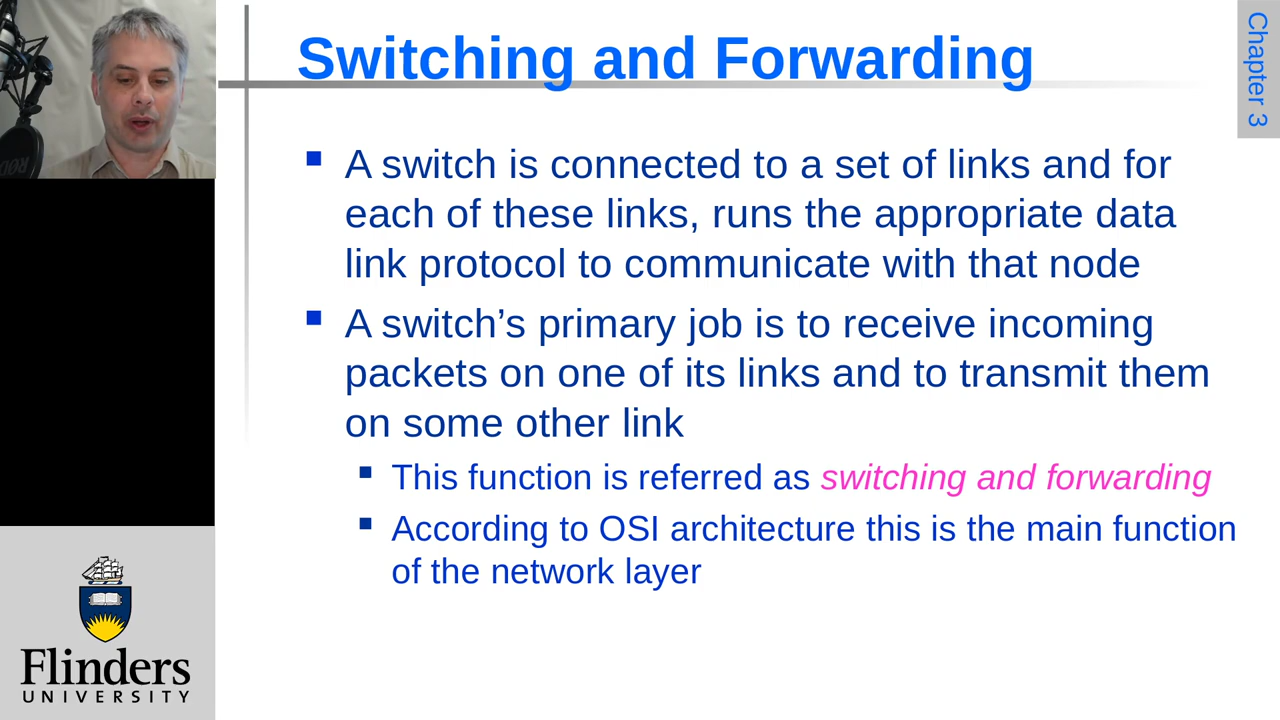 Switching and Forwarding
Chapter 3
A switch is connected to a set of links and for
each of these links, runs the appropriate data
link protocol to communicate with that node
A switch’s primary job is to receive incoming
packets on one of its links and to transmit them
on some other link
This function is referred as switching and forwarding
According to OSI architecture this is the main function
of the network layer
RØDE
Flinders
UNIVERSITY